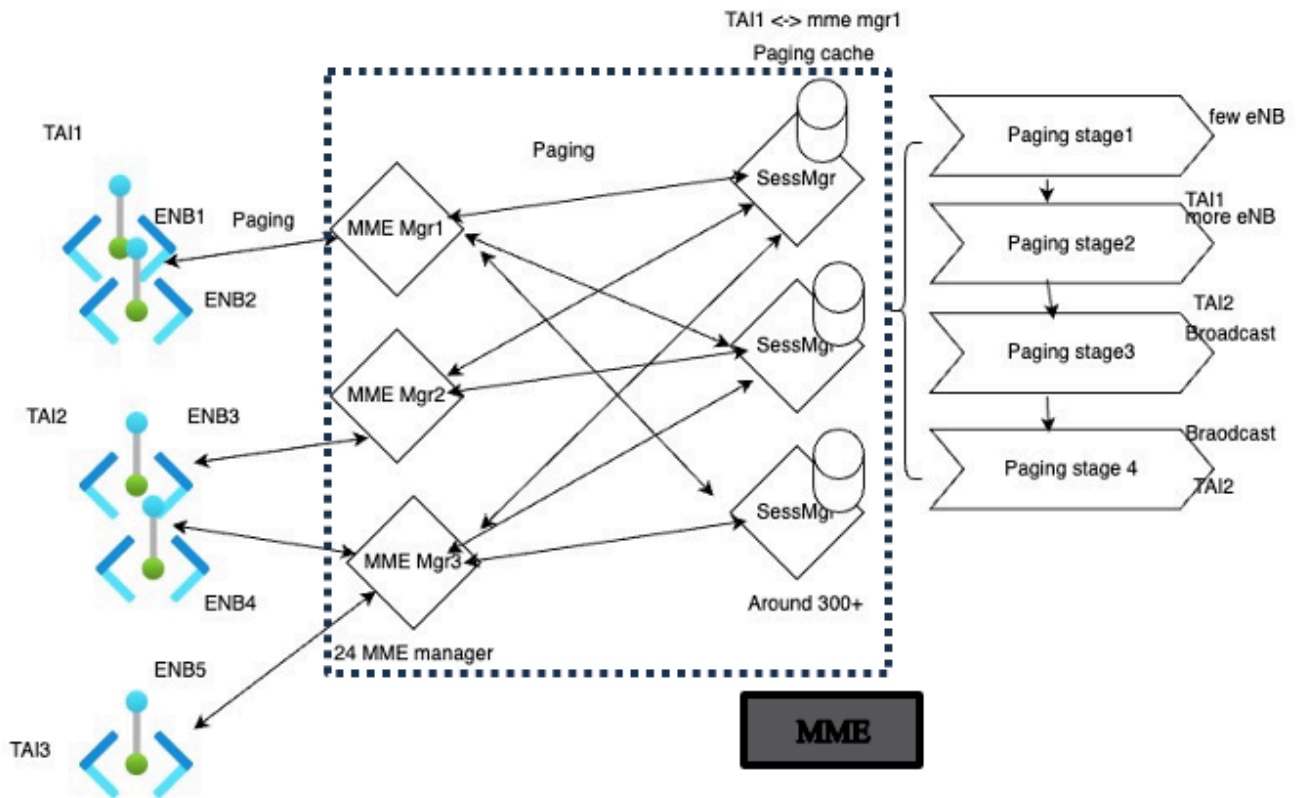 TAI1 <-> mme mgr1
Paging cache
TAI1
ENB1
Paging
ENB2
MME Mgr1
Paging
SessMgr
TAI2
ENB3
MME Mgr2
SessMgr
ENB4
MME Mgr3
SessMgr
ENB5
24 MME manager
Around 300+
TAI3
MME
Paging stage1
few eNB
Paging stage2
TAI1
more eNB
Paging stage3
TAI2
Broadcast
Paging stage 4
Braodcast
TAI2